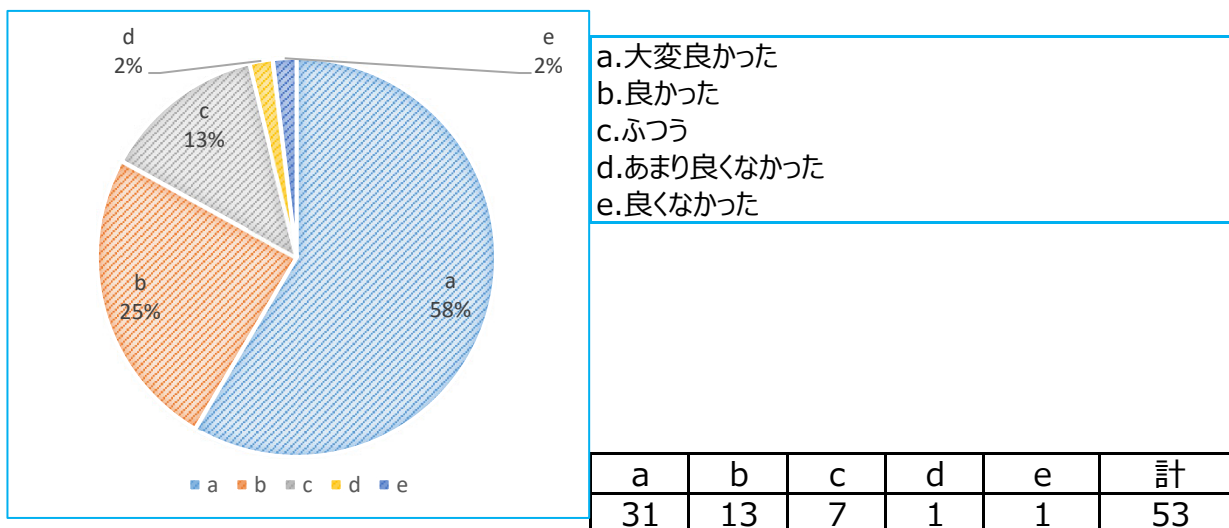 d
2%
e
2%
c
13%
b
25%
a
58%
a b c d e
a.大変良かった
b.良かった
c.ふつう
d.あまり良くなかった
e.良くなかった
a b c d e 計
31 13 7 1 1 53